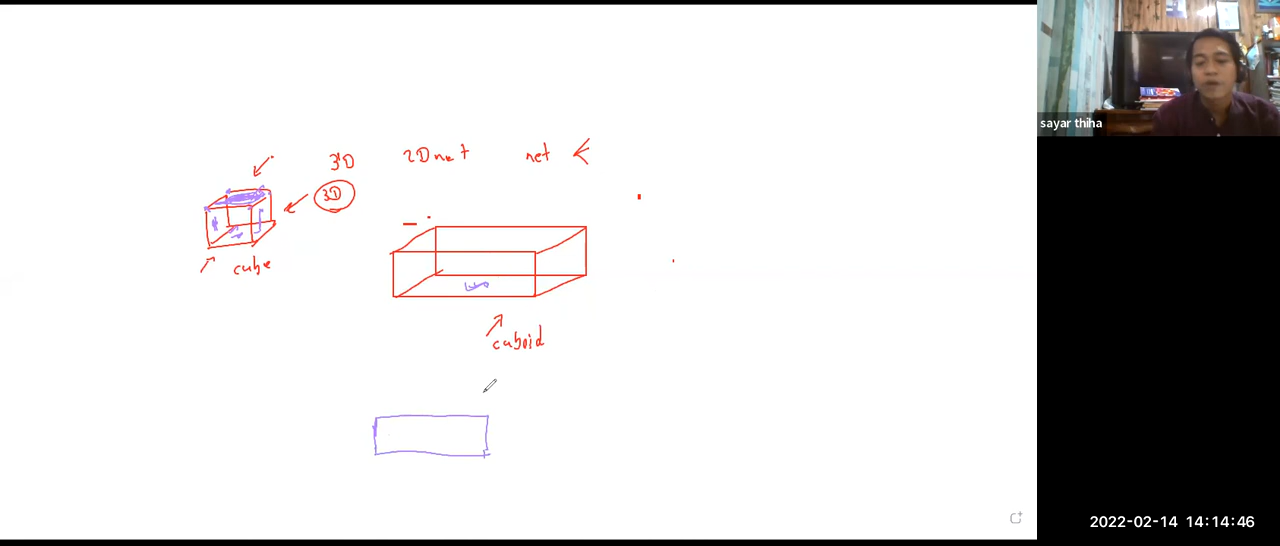 3D 2D net net
3D
cube
cuboid
sayar thiha
2022-02-14 14:14:46